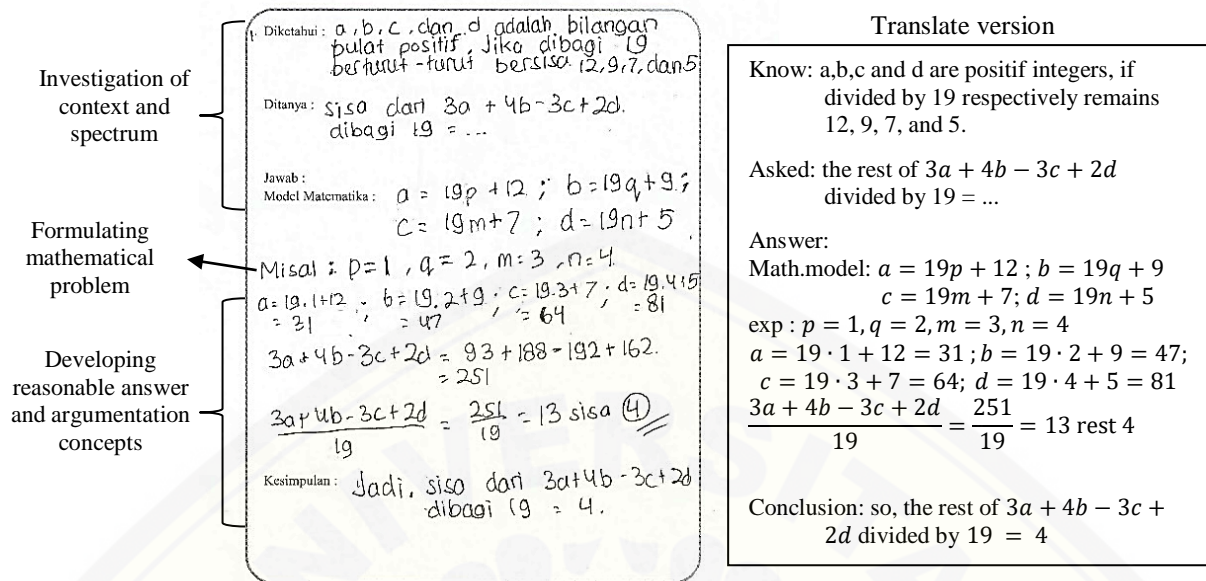 Investigation of
context and
spectrum
Formulating
mathematical
problem
Developing
reasonable answer
and argumentation
concepts
1. Diketahui : a, b, c, dan d adalah bilangan
bulat positif, Jika dibagi 19
berturut-turut bersisa 12,9,7, dan 5
Ditanya : sisa dari 3a + 4b - 3c + 2d.
dibagi 19 = ...
Jawab :
Model Matematika : a = 19p + 12 ; b = 19q + 9 ;
c = 19m + 7 ; d = 19n + 5
Misal : p = 1 , q = 2 , m = 3 , n = 4
a = 19.1+12 ; b = 19.2+9 ; c = 19.3+7 ; d = 19.4+5
= 31 ; = 47 ; = 64 ; = 81
3a + 4b - 3c + 2d = 93 + 188 - 192 + 162.
= 251
3a + 4b - 3c + 2d / 19 = 251 / 19 = 13 sisa 4
Kesimpulan : Jadi, sisa dari 3a + 4b - 3c + 2d
dibagi 19 = 4.
Translate version
Know: a,b,c and d are positif integers, if
divided by 19 respectively remains
12, 9, 7, and 5.
Asked: the rest of 3a + 4b − 3c + 2d
divided by 19 = ...
Answer:
Math.model: a = 19p + 12 ; b = 19q + 9
c = 19m + 7; d = 19n + 5
exp : p = 1, q = 2, m = 3, n = 4
a = 19 · 1 + 12 = 31 ; b = 19 · 2 + 9 = 47;
c = 19 · 3 + 7 = 64; d = 19 · 4 + 5 = 81
3a + 4b − 3c + 2d / 19 = 251 / 19 = 13 rest 4
Conclusion: so, the rest of 3a + 4b − 3c +
2d divided by 19 = 4